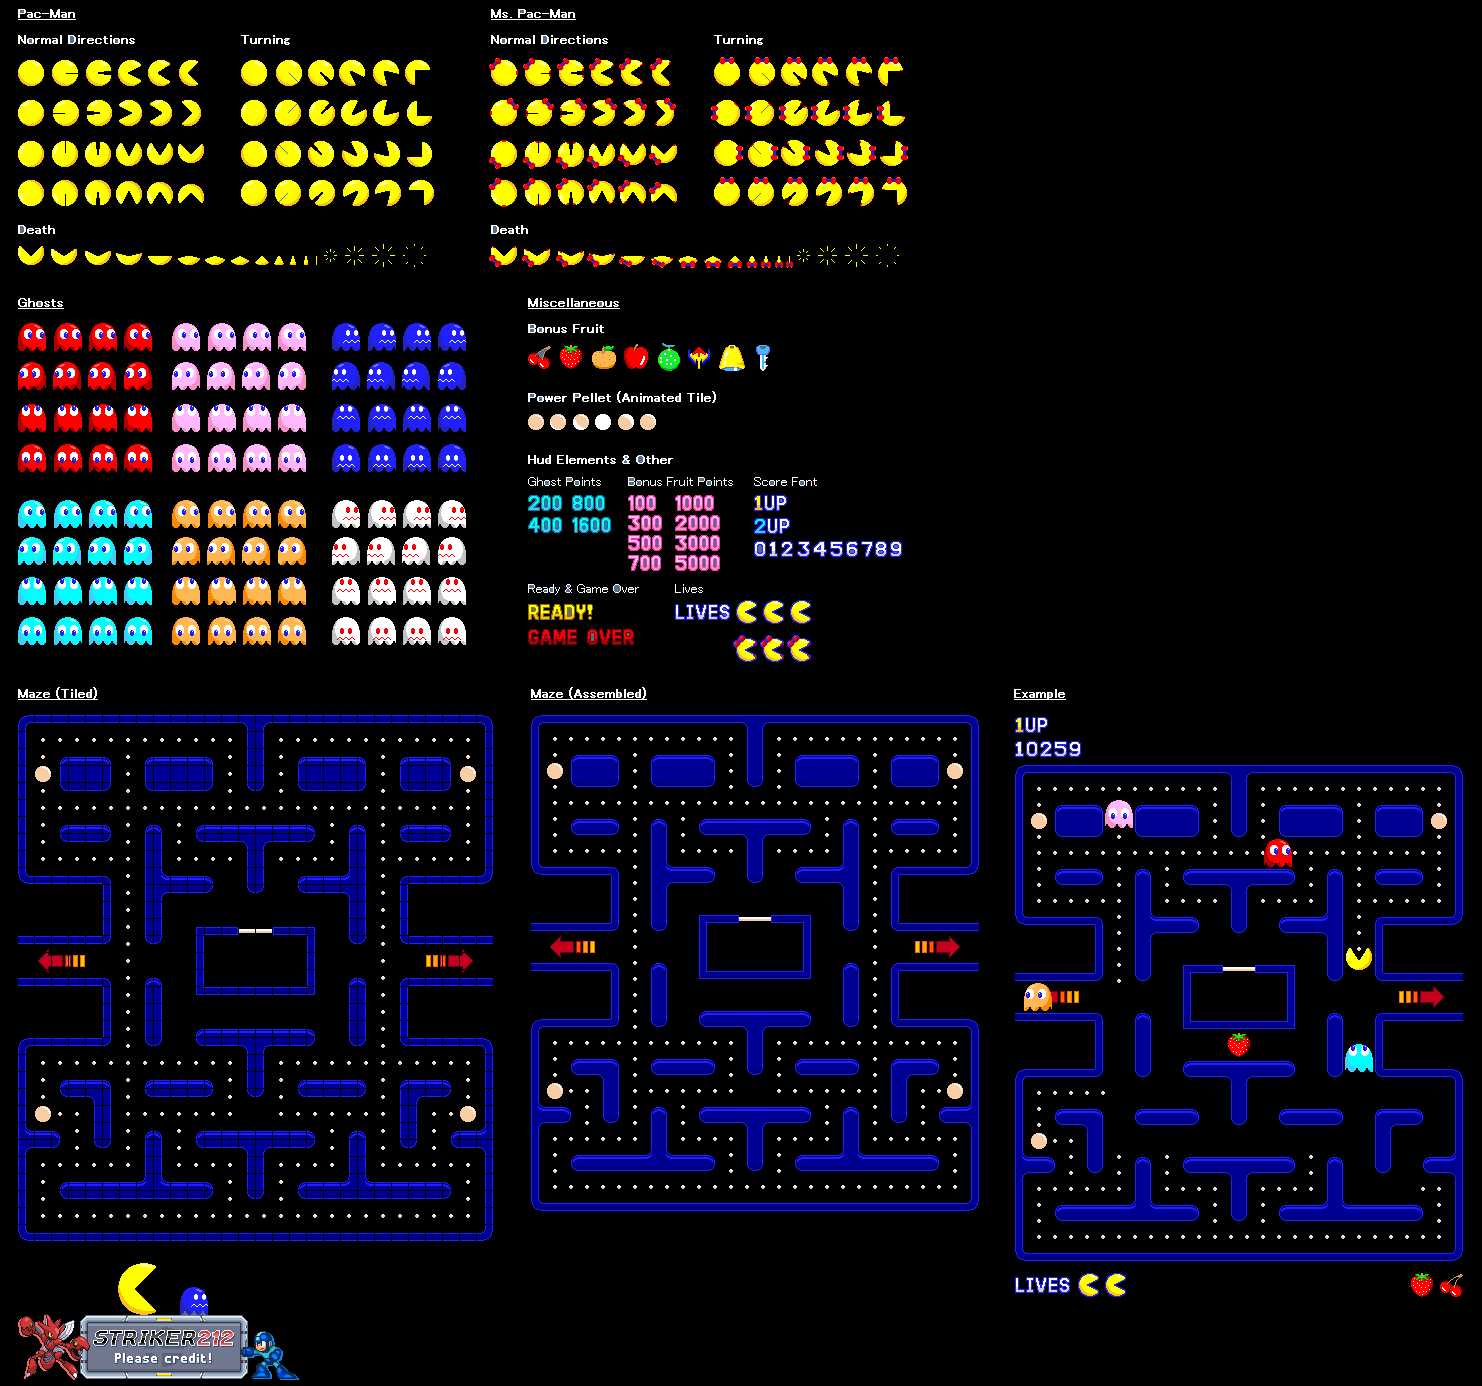 Pac-Man
Normal Directions
Turning
Death
Ms. Pac-Man
Normal Directions
Turning
Death
Ghosts
Miscellaneous
Bonus Fruit
Power Pellet (Animated Tile)
Hud Elements & Other
Ghost Points
200 800
400 1600
Bonus Fruit Points
100 1000
300 2000
500 3000
700 5000
Score Font
1UP
2UP
0123456789
Ready & Game Over
READY!
GAME OVER
Lives
LIVES
Maze (Tiled)
Maze (Assembled)
Example
1UP
10259
LIVES
STRIKER212
Please credit!